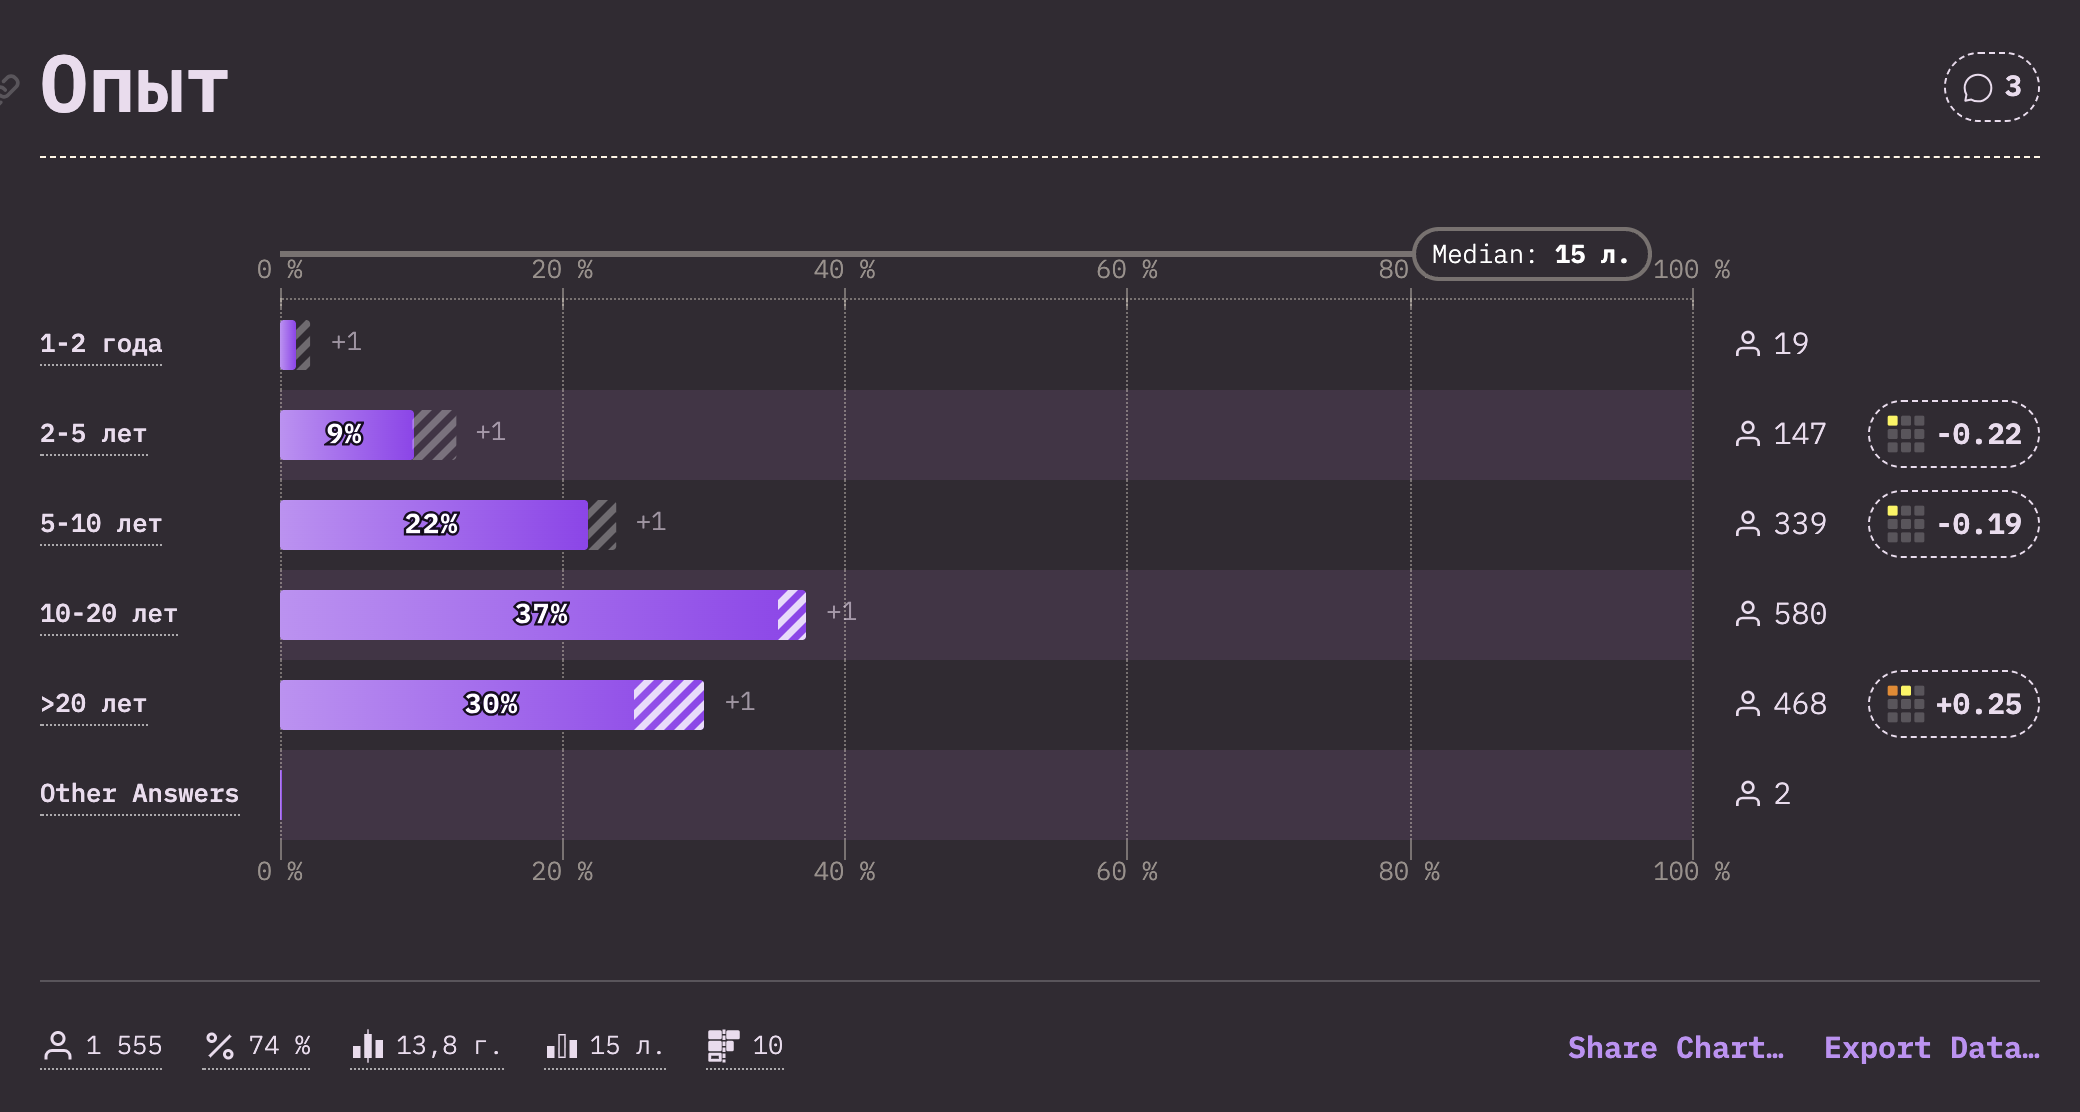 Опыт
3
Median: 15 л.
0 % 20 % 40 % 60 % 80 100 %
1-2 года +1 19
2-5 лет 9% +1 147 -0.22
5-10 лет 22% +1 339 -0.19
10-20 лет 37% +1 580
>20 лет 30% +1 468 +0.25
Other Answers 2
0 % 20 % 40 % 60 % 80 % 100 %
1 555 74 % 13,8 г. 15 л. 10 Share Chart… Export Data…